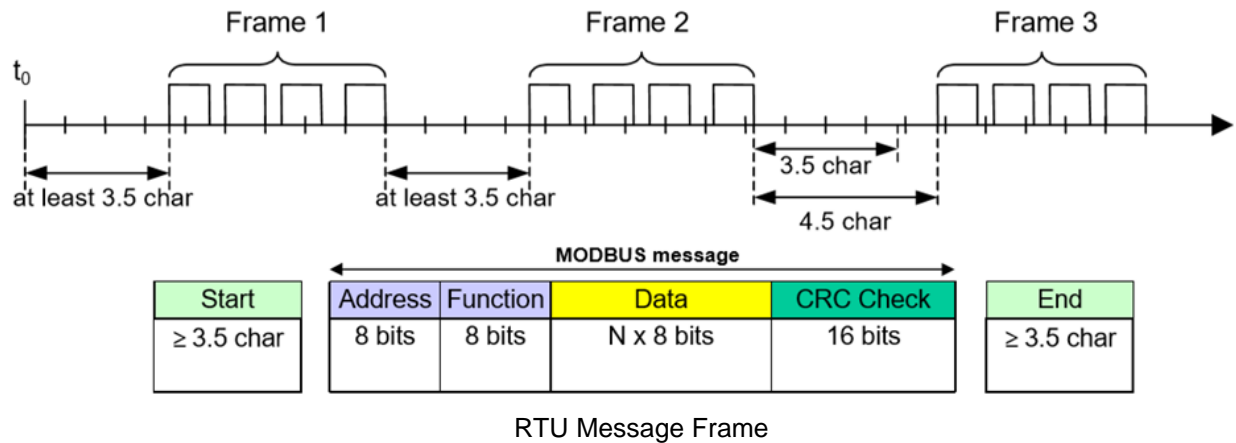 Frame 1 Frame 2 Frame 3
t0
at least 3.5 char at least 3.5 char 3.5 char
4.5 char
MODBUS message
Start Address Function Data CRC Check End
≥ 3.5 char 8 bits 8 bits N x 8 bits 16 bits ≥ 3.5 char
RTU Message Frame